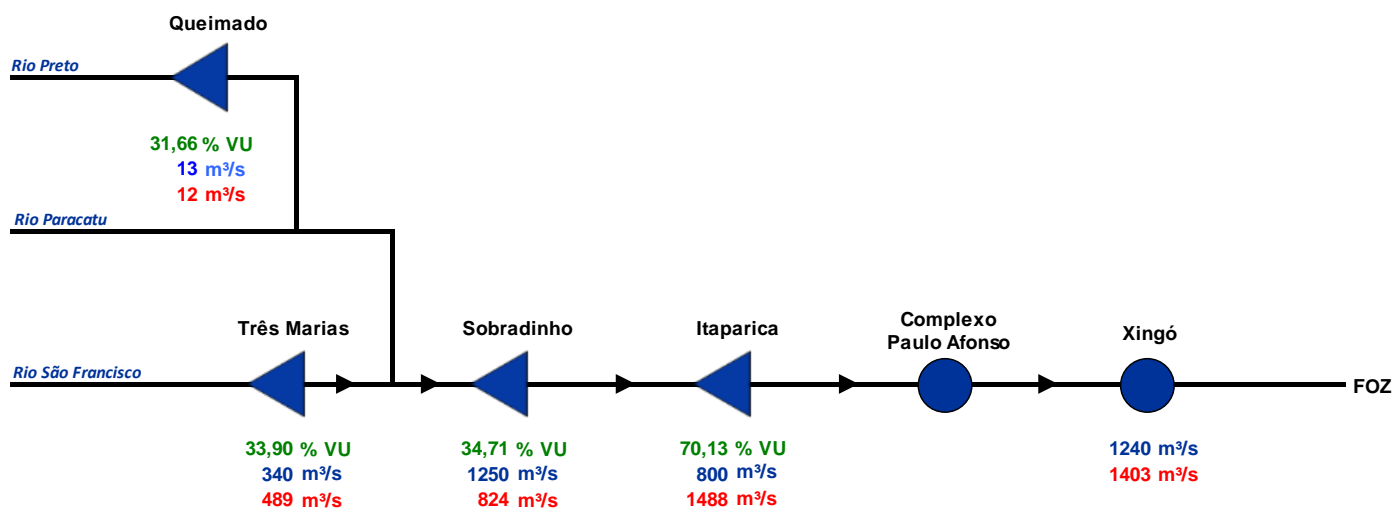 Queimado
Rio Preto
31,66 % VU
13 m³/s
12 m³/s
Rio Paracatu
Três Marias
Sobradinho
Itaparica
Complexo
Paulo Afonso
Xingó
Rio São Francisco
FOZ
33,90 % VU
340 m³/s
489 m³/s
34,71 % VU
1250 m³/s
824 m³/s
70,13 % VU
800 m³/s
1488 m³/s
1240 m³/s
1403 m³/s